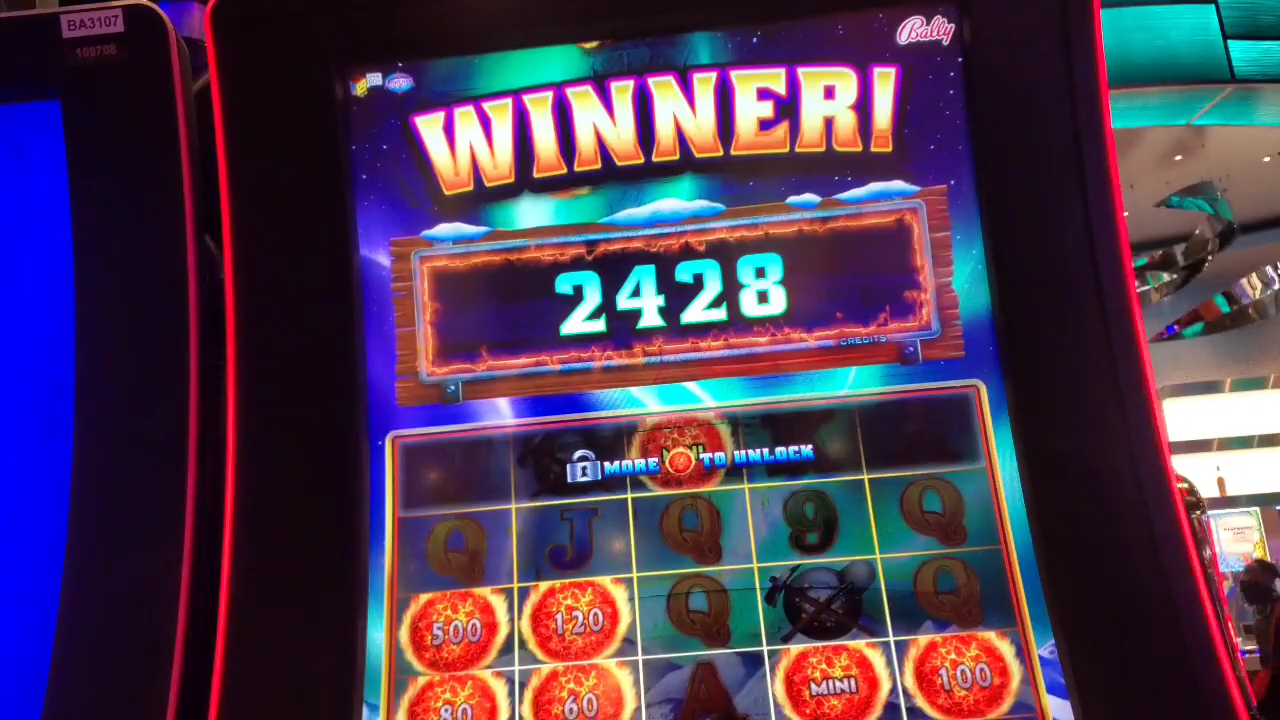 BA3107
109708
Bally
WINNER!
2428
CREDITS
MORE TO UNLOCK
Q J Q 9 Q
500 120 Q Q
80 60 A MINI 100